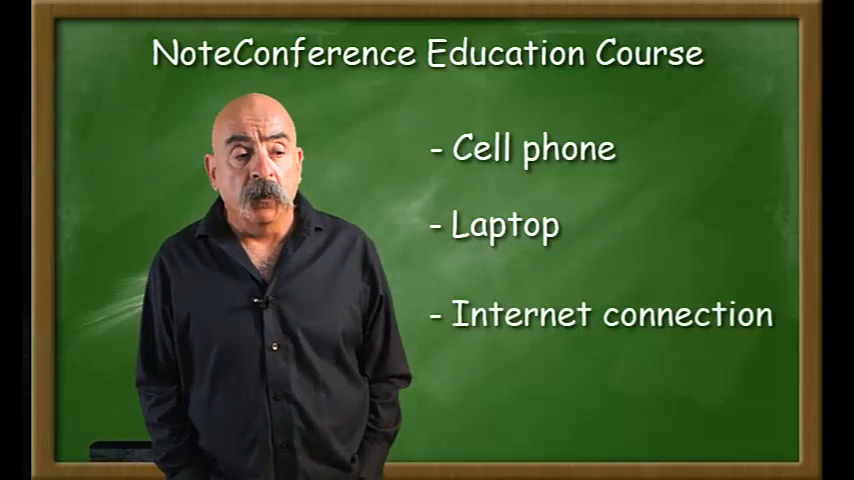 NoteConference Education Course
- Cell phone
- Laptop
- Internet connection